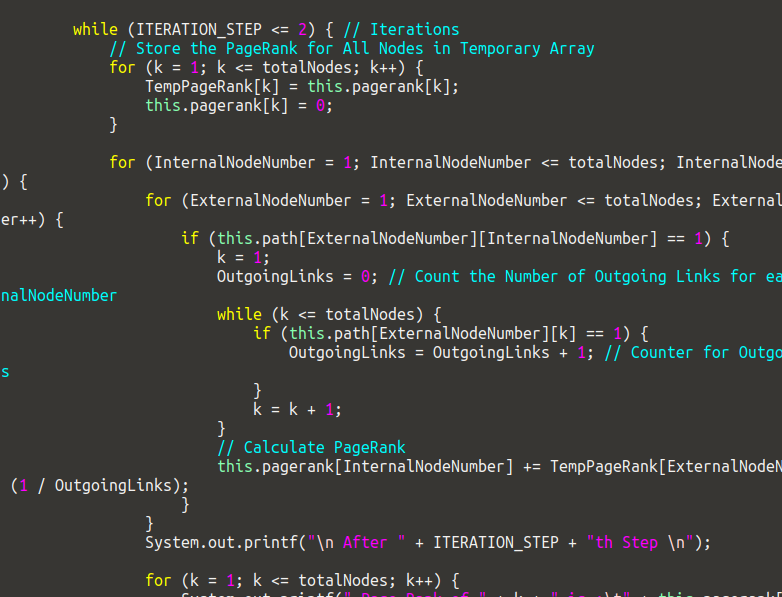 while (ITERATION_STEP <= 2) { // Iterations
// Store the PageRank for All Nodes in Temporary Array
for (k = 1; k <= totalNodes; k++) {
TempPageRank[k] = this.pagerank[k];
this.pagerank[k] = 0;
}
for (InternalNodeNumber = 1; InternalNodeNumber <= totalNodes; InternalNode
) {
for (ExternalNodeNumber = 1; ExternalNodeNumber <= totalNodes; External
er++) {
if (this.path[ExternalNodeNumber][InternalNodeNumber] == 1) {
k = 1;
OutgoingLinks = 0; // Count the Number of Outgoing Links for ea
nalNodeNumber
while (k <= totalNodes) {
if (this.path[ExternalNodeNumber][k] == 1) {
OutgoingLinks = OutgoingLinks + 1; // Counter for Outgo
s
}
k = k + 1;
}
// Calculate PageRank
this.pagerank[InternalNodeNumber] += TempPageRank[ExternalNodeN
(1 / OutgoingLinks);
}
}
System.out.printf("\n After " + ITERATION_STEP + "th Step \n");
for (k = 1; k <= totalNodes; k++) {